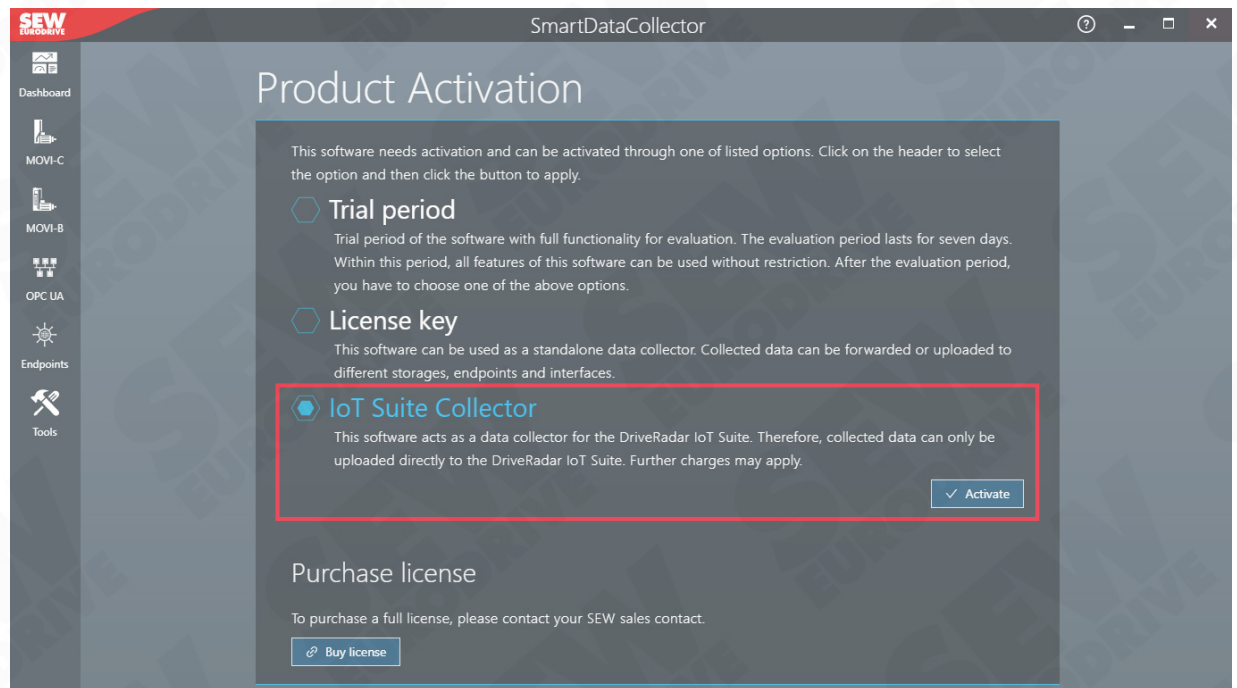 SEW
EURODRIVE
SmartDataCollector
Dashboard
MOVI-C
MOVI-B
OPC UA
Endpoints
Tools
Product Activation
This software needs activation and can be activated through one of listed options. Click on the header to select
the option and then click the button to apply.
Trial period
Trial period of the software with full functionality for evaluation. The evaluation period lasts for seven days.
Within this period, all features of this software can be used without restriction. After the evaluation period,
you have to choose one of the above options.
License key
This software can be used as a standalone data collector. Collected data can be forwarded or uploaded to
different storages, endpoints and interfaces.
IoT Suite Collector
This software acts as a data collector for the DriveRadar IoT Suite. Therefore, collected data can only be
uploaded directly to the DriveRadar IoT Suite. Further charges may apply.
Activate
Purchase license
To purchase a full license, please contact your SEW sales contact.
Buy license